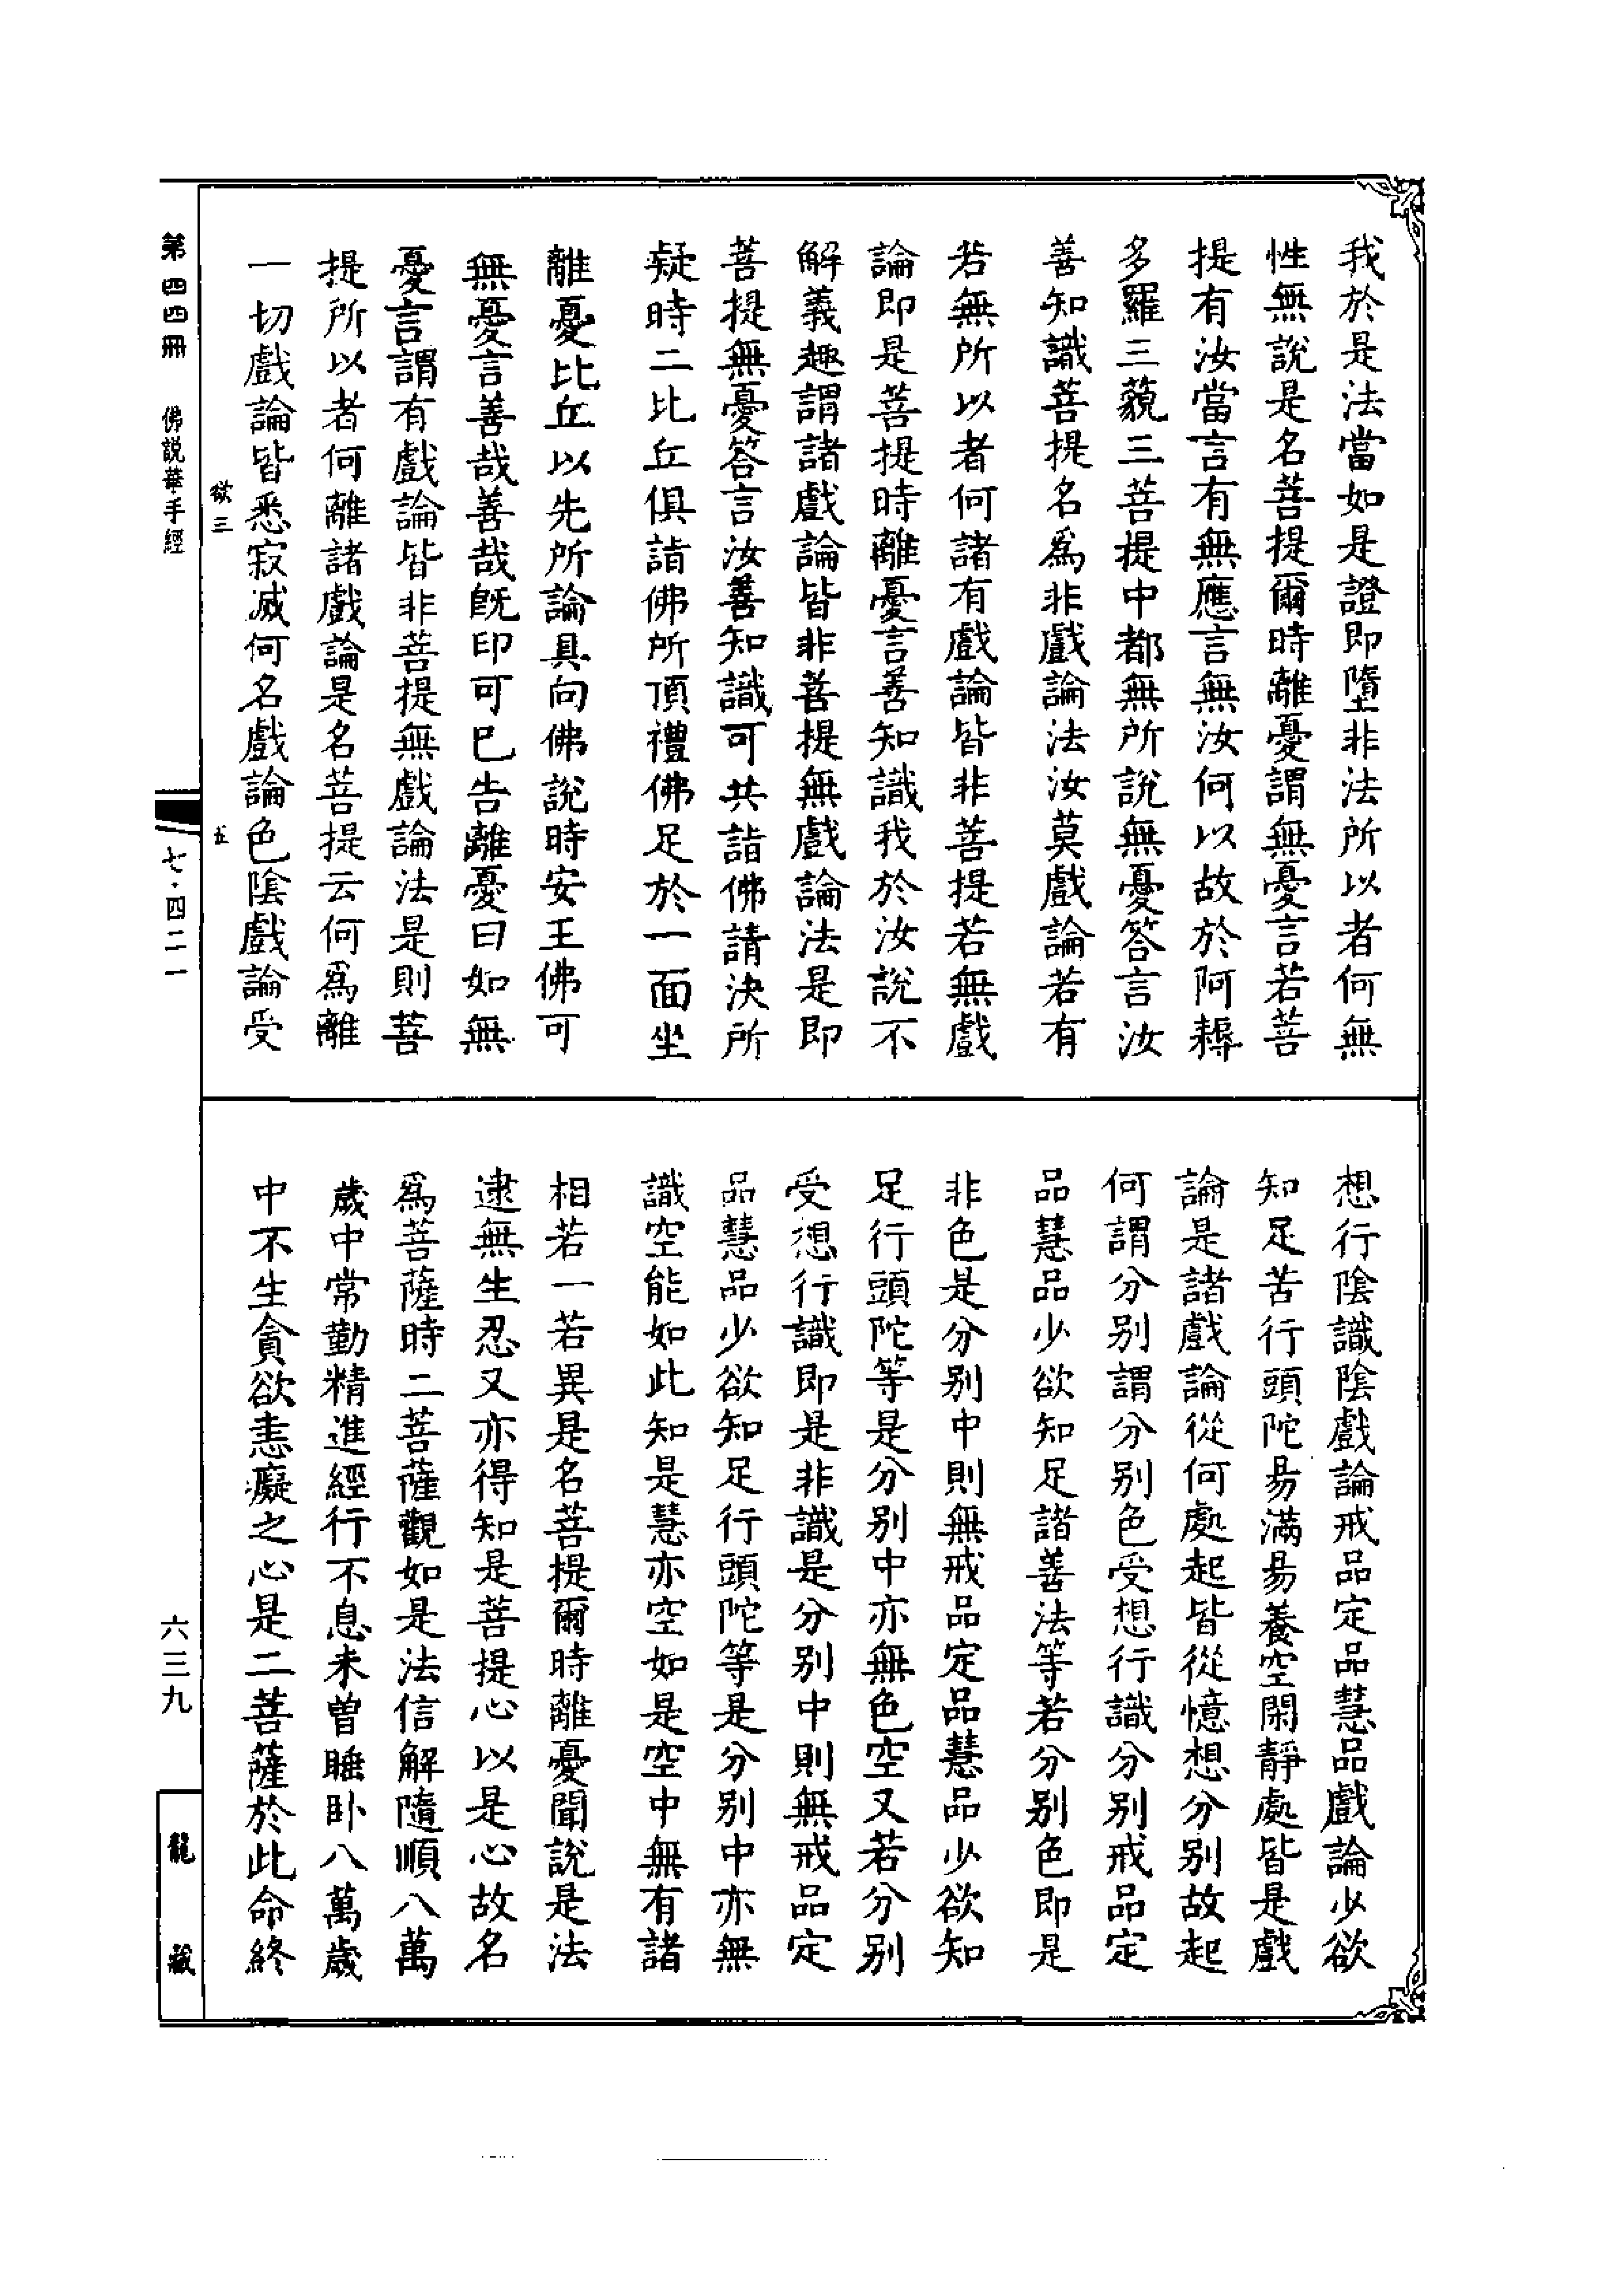 我於是法當如是證即墮非法所以者何無
性無說是名菩提爾時離憂謂無憂言若菩
提有汝當言有無應言無汝何以故於阿耨
多羅三藐三菩提中都無所說無憂答言汝
善知識菩提名為非戲論法汝莫戲論若有
若無所以者何諸有戲論皆非菩提若無戲
論即是菩提時離憂言善知識我於汝說不
解義趣謂諸戲論皆非菩提無戲論法是即
菩提無憂答言汝善知識可共詣佛請決所
疑時二比丘俱詣佛所頂禮佛足於一面坐
離憂比丘以先所論具向佛說時安王佛可
無憂言善哉善哉既印可已告離憂曰如無
憂言謂有戲論皆非菩提無戲論法是則菩
提所以者何離諸戲論是名菩提云何為離
一切戲論皆悉寂滅何名戲論色陰戲論受
想行陰識陰戲論戒品定品慧品戲論少欲
知足苦行頭陀易滿易養空閑靜處皆是戲
論是諸戲論從何處起皆從憶想分別故起
何謂分別謂分別色受想行識分別戒品定
品慧品少欲知足諸善法等若分別色即是
非色是分別中則無戒品定品慧品少欲知
足行頭陀等是分別中亦無色空又若分別
受想行識即是非識是分別中則無戒品定
品慧品少欲知足行頭陀等是分別中亦無
識空能如此知是慧亦空如是空中無有諸
相若一若異是名菩提爾時離憂聞說是法
逮無生忍又亦得知是菩提心以是心故名
為菩薩時二菩薩觀如是法信解隨順八萬
歲中常勤精進經行不息未曾睡臥八萬歲
中不生貪欲恚癡之心是二菩薩於此命終
欲三
五
第四四冊
佛說華手經
七·四二一
六三九
龍藏